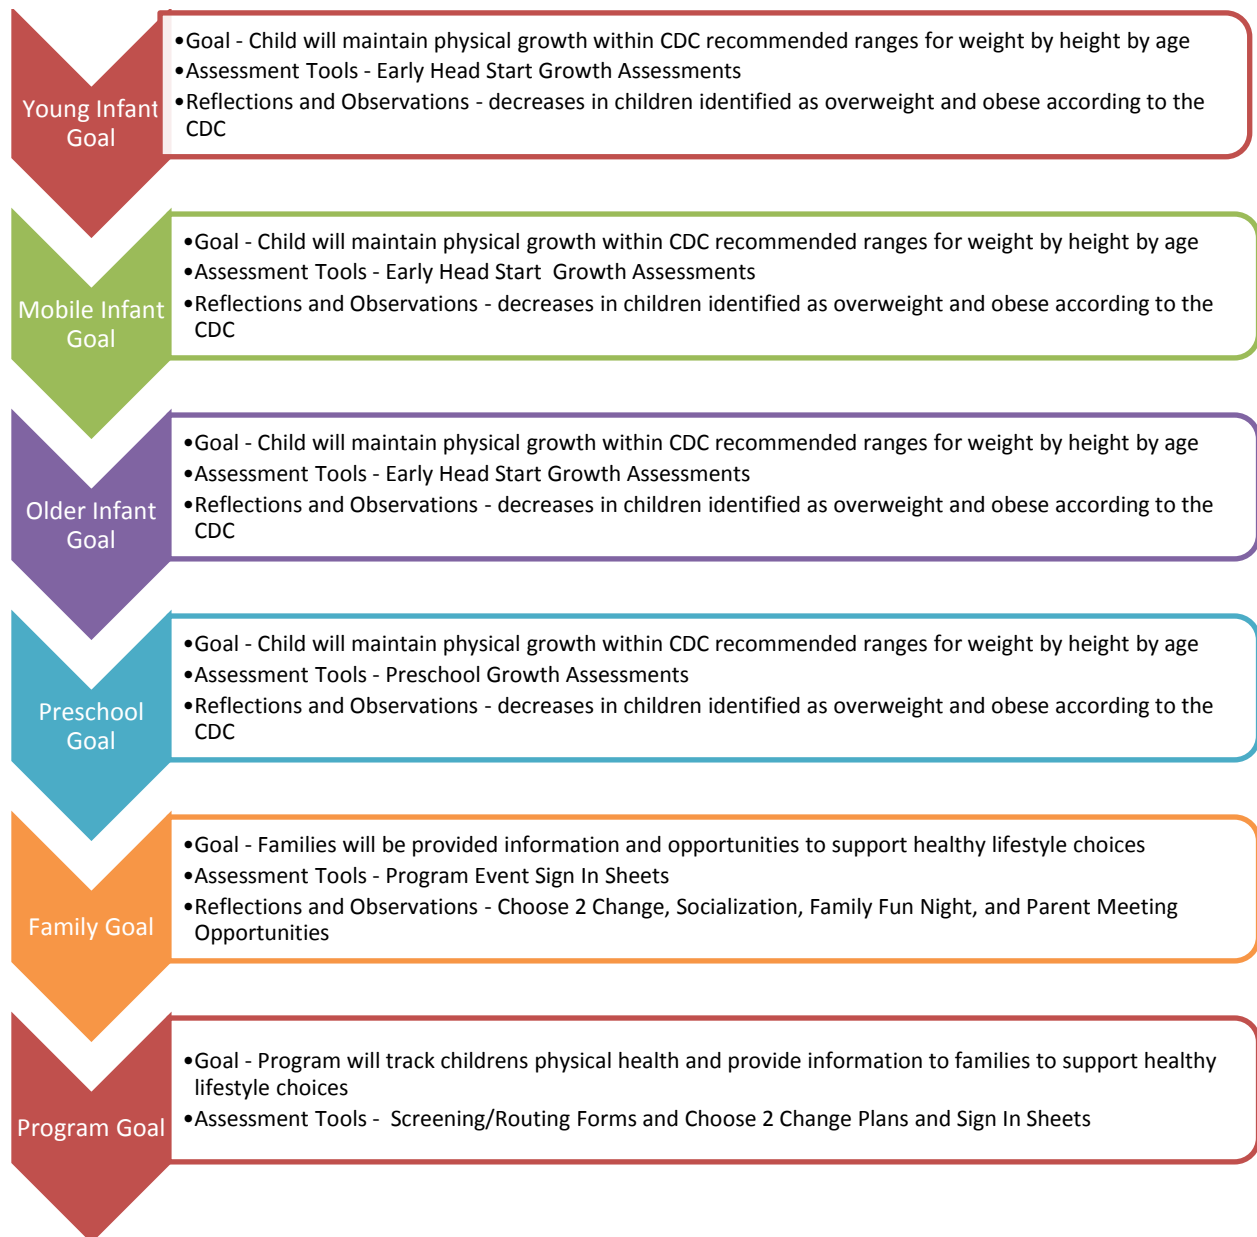 •Goal - Child will maintain physical growth within CDC recommended ranges for weight by height by age
•Assessment Tools - Early Head Start Growth Assessments
•Reflections and Observations - decreases in children identified as overweight and obese according to the
CDC
Young Infant
Goal
•Goal - Child will maintain physical growth within CDC recommended ranges for weight by height by age
•Assessment Tools - Early Head Start  Growth Assessments
•Reflections and Observations - decreases in children identified as overweight and obese according to the
CDC
Mobile Infant
Goal
•Goal - Child will maintain physical growth within CDC recommended ranges for weight by height by age
•Assessment Tools - Early Head Start Growth Assessments
•Reflections and Observations - decreases in children identified as overweight and obese according to the
CDC
Older Infant
Goal
•Goal - Child will maintain physical growth within CDC recommended ranges for weight by height by age
•Assessment Tools - Preschool Growth Assessments
•Reflections and Observations - decreases in children identified as overweight and obese according to the
CDC
Preschool
Goal
•Goal - Families will be provided information and opportunities to support healthy lifestyle choices
•Assessment Tools - Program Event Sign In Sheets
•Reflections and Observations - Choose 2 Change, Socialization, Family Fun Night, and Parent Meeting
Opportunities
Family Goal
•Goal - Program will track childrens physical health and provide information to families to support healthy
lifestyle choices
•Assessment Tools -  Screening/Routing Forms and Choose 2 Change Plans and Sign In Sheets
Program Goal